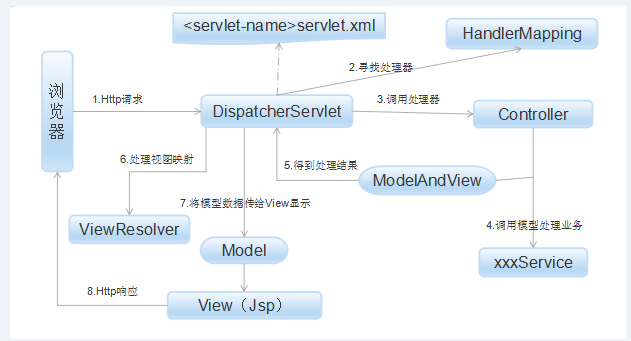 <servlet-name>servlet.xml
HandlerMapping
2.寻找处理器
浏览器
1.Http请求
DispatcherServlet
3.调用处理器
Controller
6.处理视图映射
5.得到处理结果
ModelAndView
7.将模型数据传给View显示
ViewResolver
4.调用模型处理业务
Model
xxxService
8.Http响应
View（Jsp）